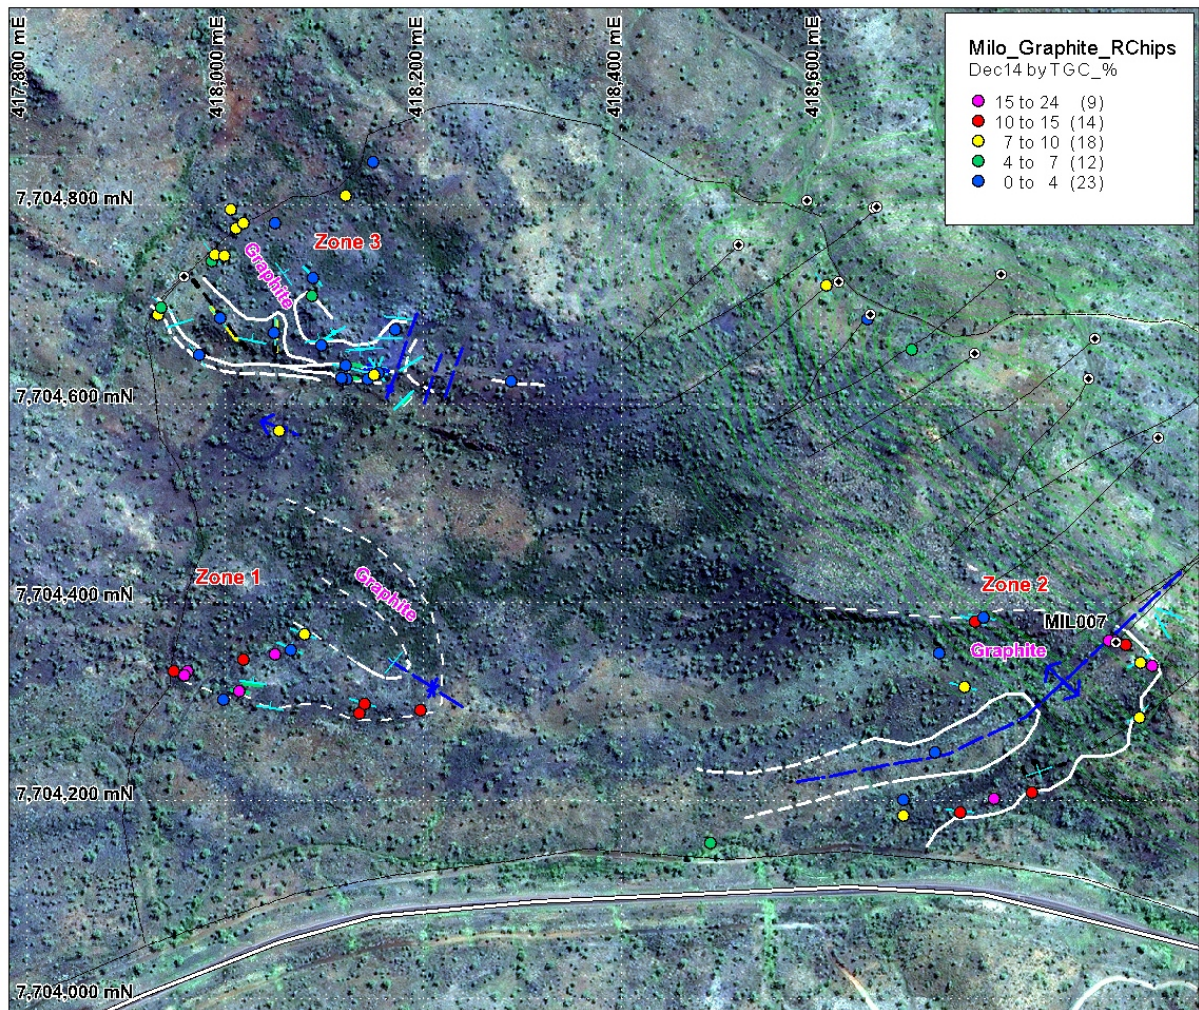 417,800 mE
418,000 mE
418,200 mE
418,400 mE
418,600 mE
Milo_Graphite_RChips
Dec14 by TGC_%
15 to 24 (9)
10 to 15 (14)
7 to 10 (18)
4 to 7 (12)
0 to 4 (23)
7,704,800 mN
Zone 3
Graphite
7,704,600 mN
Zone 1
Graphite
7,704,400 mN
Zone 2
MIL007
Graphite
7,704,200 mN
7,704,000 mN